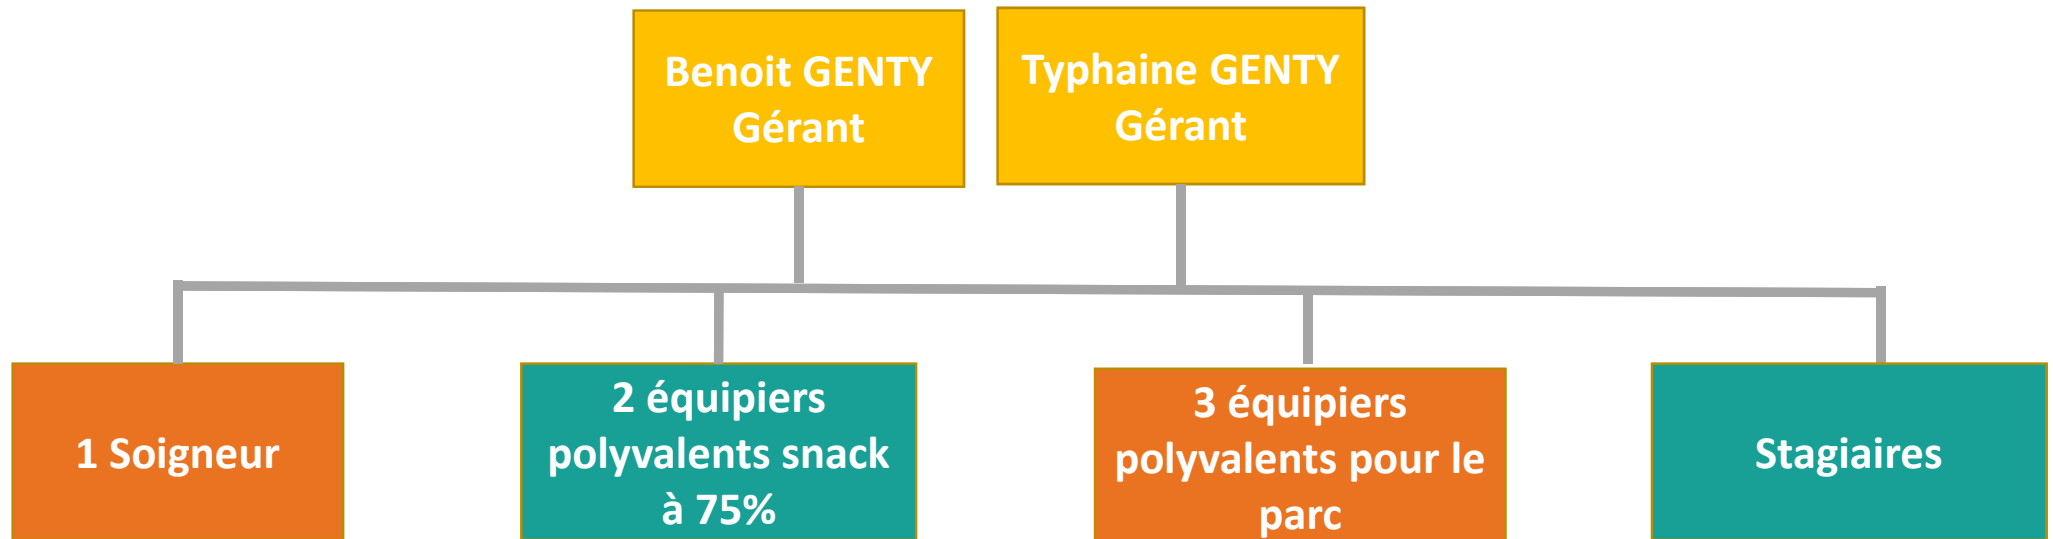 Benoit GENTY
Gérant
Typhaine GENTY
Gérant
1 Soigneur
2 équipiers
polyvalents snack
à 75%
3 équipiers
polyvalents pour le
parc
Stagiaires